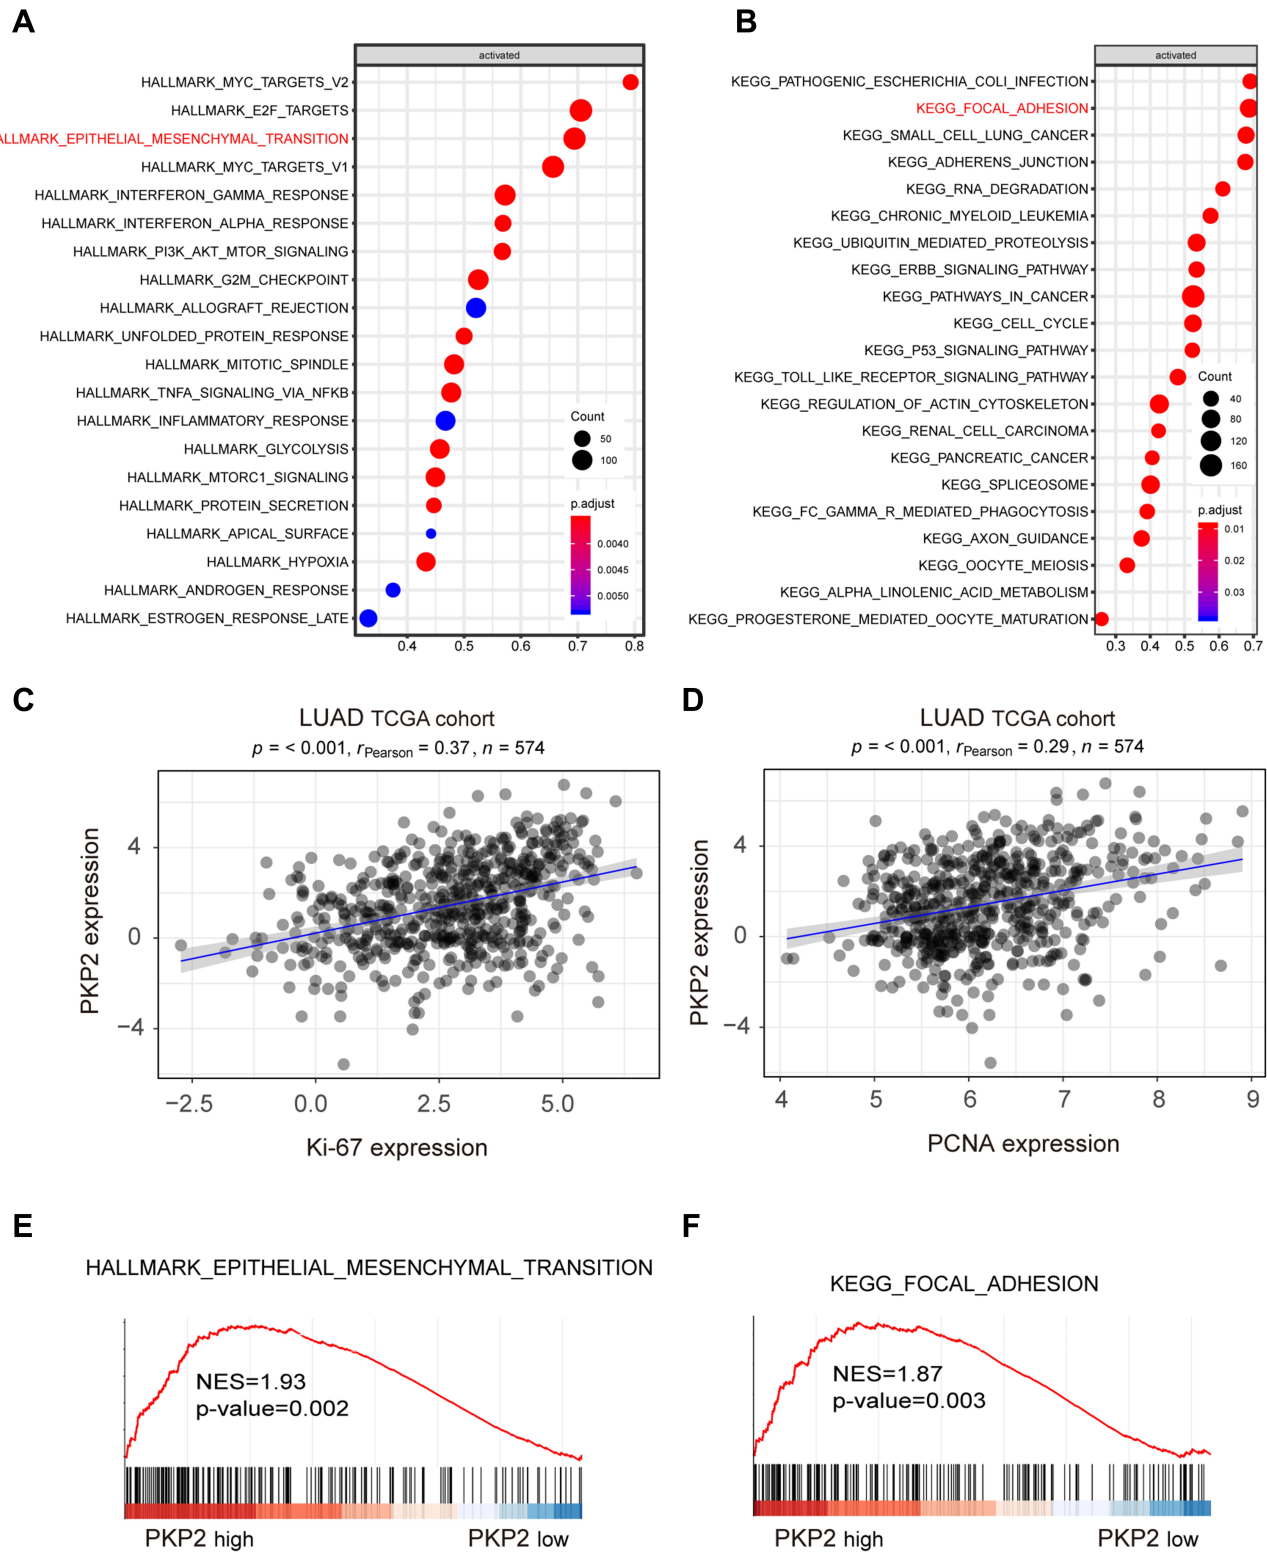 A
activated
HALLMARK_MYC_TARGETS_V2
HALLMARK_E2F_TARGETS
ALLMARK_EPITHELIAL_MESENCHYMAL_TRANSITION
HALLMARK_MYC_TARGETS_V1
HALLMARK_INTERFERON_GAMMA_RESPONSE
HALLMARK_INTERFERON_ALPHA_RESPONSE
HALLMARK_PI3K_AKT_MTOR_SIGNALING
HALLMARK_G2M_CHECKPOINT
HALLMARK_ALLOGRAFT_REJECTION
HALLMARK_UNFOLDED_PROTEIN_RESPONSE
HALLMARK_MITOTIC_SPINDLE
HALLMARK_TNFA_SIGNALING_VIA_NFKB
HALLMARK_INFLAMMATORY_RESPONSE
HALLMARK_GLYCOLYSIS
HALLMARK_MTORC1_SIGNALING
HALLMARK_PROTEIN_SECRETION
HALLMARK_APICAL_SURFACE
HALLMARK_HYPOXIA
HALLMARK_ANDROGEN_RESPONSE
HALLMARK_ESTROGEN_RESPONSE_LATE
Count
50
100
p.adjust
0.0040
0.0045
0.0050
0.4 0.5 0.6 0.7 0.8
B
activated
KEGG_PATHOGENIC_ESCHERICHIA_COLI_INFECTION
KEGG_FOCAL_ADHESION
KEGG_SMALL_CELL_LUNG_CANCER
KEGG_ADHERENS_JUNCTION
KEGG_RNA_DEGRADATION
KEGG_CHRONIC_MYELOID_LEUKEMIA
KEGG_UBIQUITIN_MEDIATED_PROTEOLYSIS
KEGG_ERBB_SIGNALING_PATHWAY
KEGG_PATHWAYS_IN_CANCER
KEGG_CELL_CYCLE
KEGG_P53_SIGNALING_PATHWAY
KEGG_TOLL_LIKE_RECEPTOR_SIGNALING_PATHWAY
KEGG_REGULATION_OF_ACTIN_CYTOSKELETON
KEGG_RENAL_CELL_CARCINOMA
KEGG_PANCREATIC_CANCER
KEGG_SPLICEOSOME
KEGG_FC_GAMMA_R_MEDIATED_PHAGOCYTOSIS
KEGG_AXON_GUIDANCE
KEGG_OOCYTE_MEIOSIS
KEGG_ALPHA_LINOLENIC_ACID_METABOLISM
KEGG_PROGESTERONE_MEDIATED_OOCYTE_MATURATION
Count
40
80
120
160
p.adjust
0.01
0.02
0.03
0.3 0.4 0.5 0.6 0.7
C
LUAD TCGA cohort
p = < 0.001, rPearson = 0.37, n = 574
PKP2 expression
4
0
−4
−2.5 0.0 2.5 5.0
Ki-67 expression
D
LUAD TCGA cohort
p = < 0.001, rPearson = 0.29, n = 574
PKP2 expression
4
0
−4
4 5 6 7 8 9
PCNA expression
E
HALLMARK_EPITHELIAL_MESENCHYMAL_TRANSITION
NES=1.93
p-value=0.002
PKP2 high PKP2 low
F
KEGG_FOCAL_ADHESION
NES=1.87
p-value=0.003
PKP2 high PKP2 low